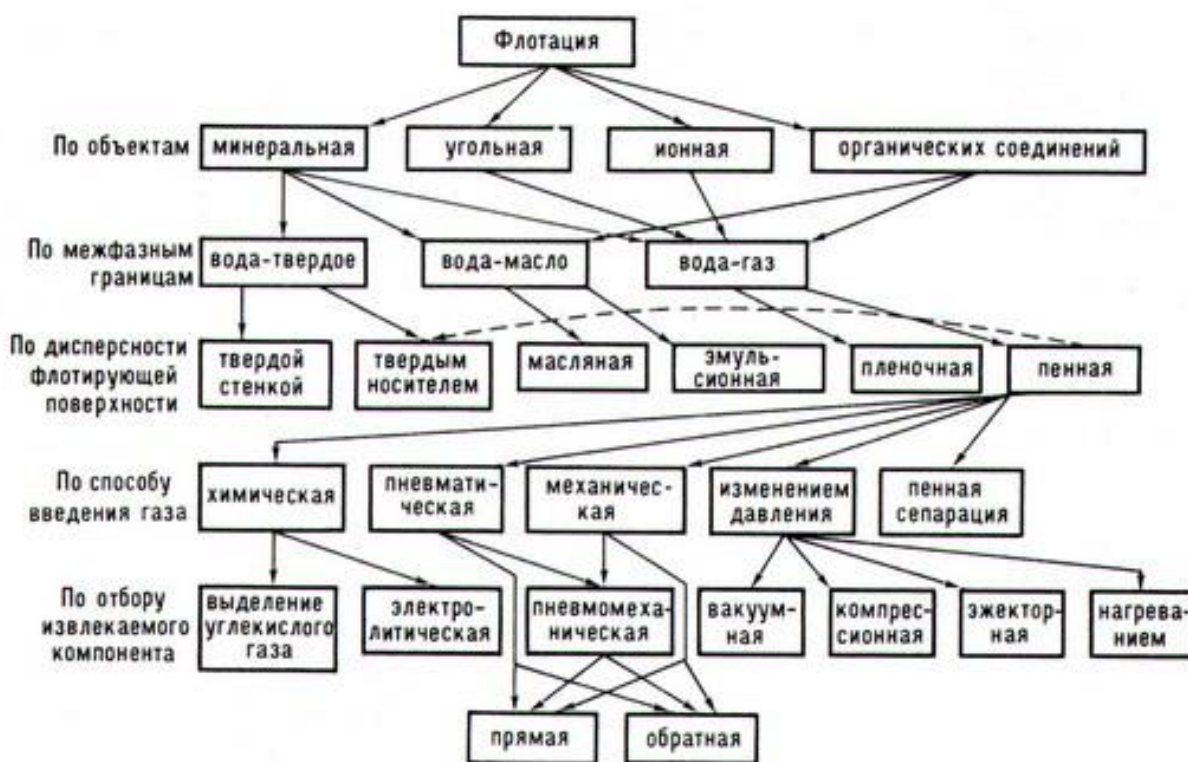 Флотация
По объектам
минеральная
угольная
ионная
органических соединений
По межфазным
границам
вода-твердое
вода-масло
вода-газ
По дисперсности
флотирующей
поверхности
твердой
стенкой
твердым
носителем
масляная
эмуль-
сионная
пленочная
пенная
По способу
введения газа
химическая
пневмати-
ческая
механичес-
кая
изменением
давления
пенная
сепарация
По отбору
извлекаемого
компонента
выделение
углекислого
газа
электро-
литическая
пневмомеха-
ническая
вакуум-
ная
компрес-
сионная
эжектор-
ная
нагрева-
нием
прямая
обратная